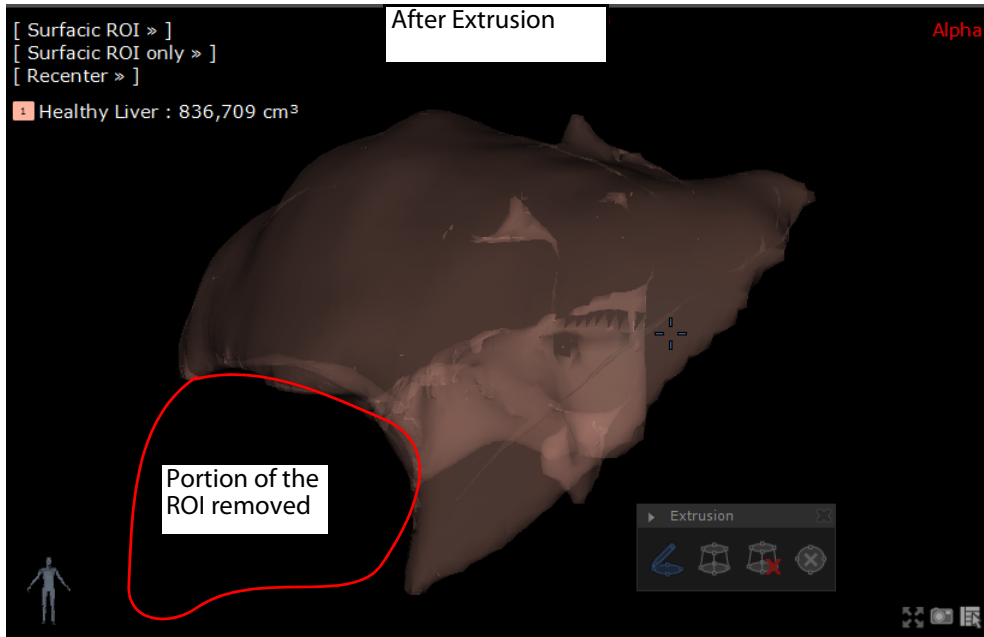 After Extrusion
[ Surfacic ROI » ]
[ Surfacic ROI only » ]
[ Recenter » ]
Alpha
1 Healthy Liver : 836,709 cm³
Portion of the
ROI removed
Extrusion